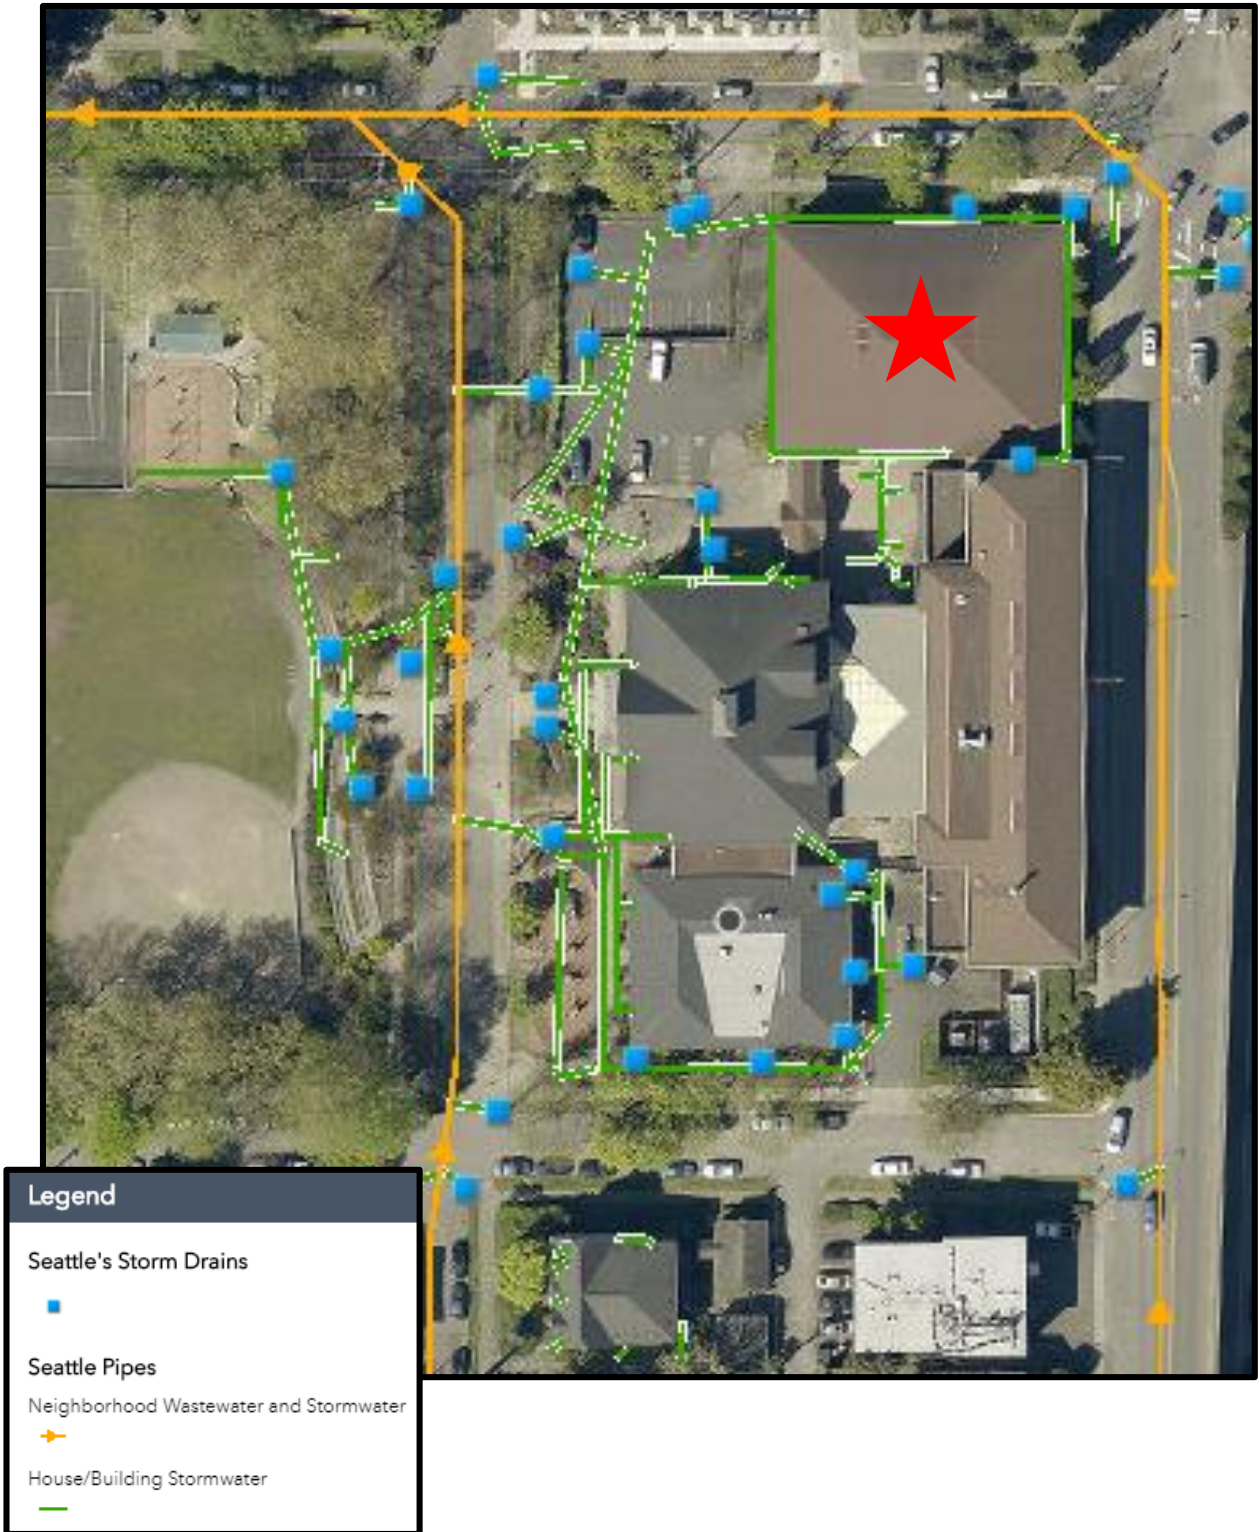 Legend
Seattle's Storm Drains
Seattle Pipes
Neighborhood Wastewater and Stormwater
House/Building Stormwater